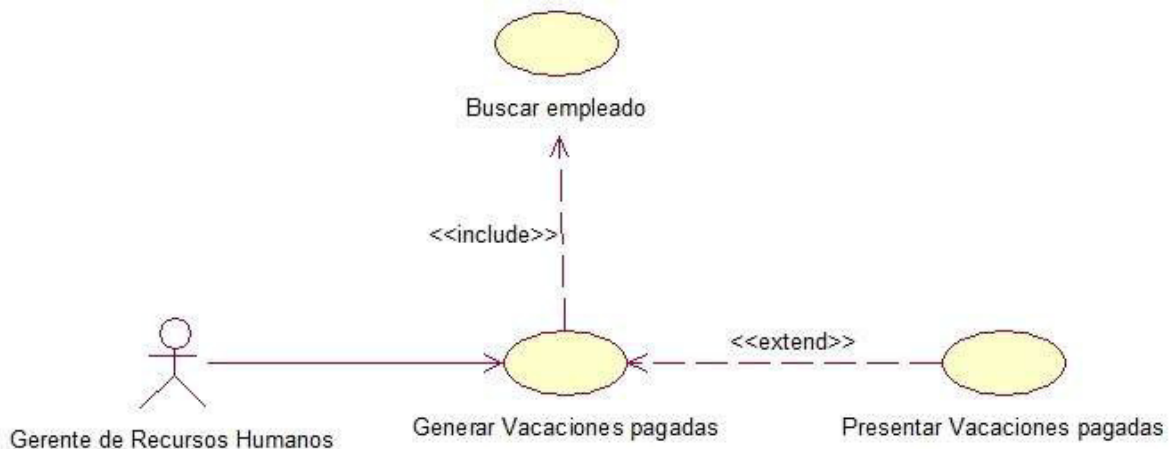 Buscar empleado
<<include>>
<<extend>>
Gerente de Recursos Humanos
Generar Vacaciones pagadas
Presentar Vacaciones pagadas